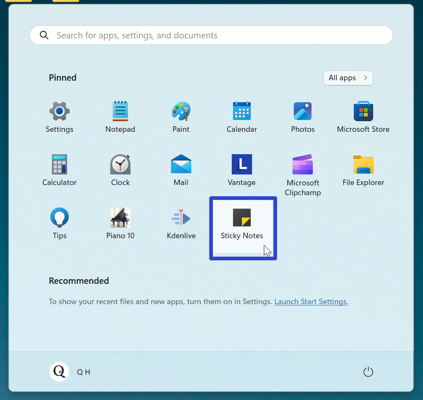 Search for apps, settings, and documents
Pinned
All apps >
Settings
Notepad
Paint
Calendar
Photos
Microsoft Store
Calculator
Clock
Mail
L
Vantage
Microsoft
Clipchamp
File Explorer
Tips
Piano 10
Kdenlive
Sticky Notes
Recommended
To show your recent files and new apps, turn them on in Settings. Launch Start Settings.
Q
Q H